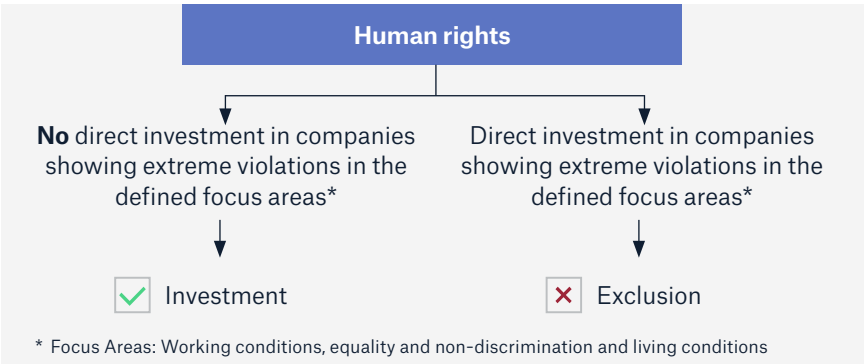 Human rights
No direct investment in companies
showing extreme violations in the
defined focus areas*
Direct investment in companies
showing extreme violations in the
defined focus areas*
Investment
Exclusion
* Focus Areas: Working conditions, equality and non-discrimination and living conditions